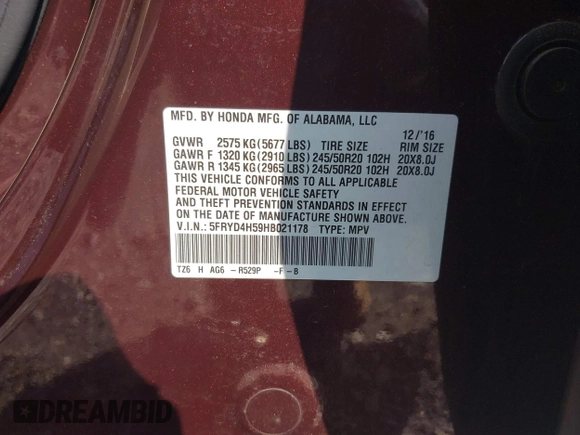 MFD. BY HONDA MFG. OF ALABAMA, LLC
12/'16
GVWR 2575 KG(5677 LBS) TIRE SIZE RIM SIZE
GAWR F 1320 KG(2910 LBS)245/50R20 102H 20X8.0J
GAWR R 1345 KG(2965 LBS)245/50R20 102H 20X8.0J
THIS VEHICLE CONFORMS TO ALL APPLICABLE
FEDERAL MOTOR VEHICLE SAFETY
AND THEFT PREVENTION STANDARDS IN EFFECT
ON THE DATE OF MANUFACTURE SHOWN ABOVE.
V.I.N.: 5FRYD4H59HB021178 TYPE: MPV
TZ6 H AG6 -R529P -F-B
DREAMBID